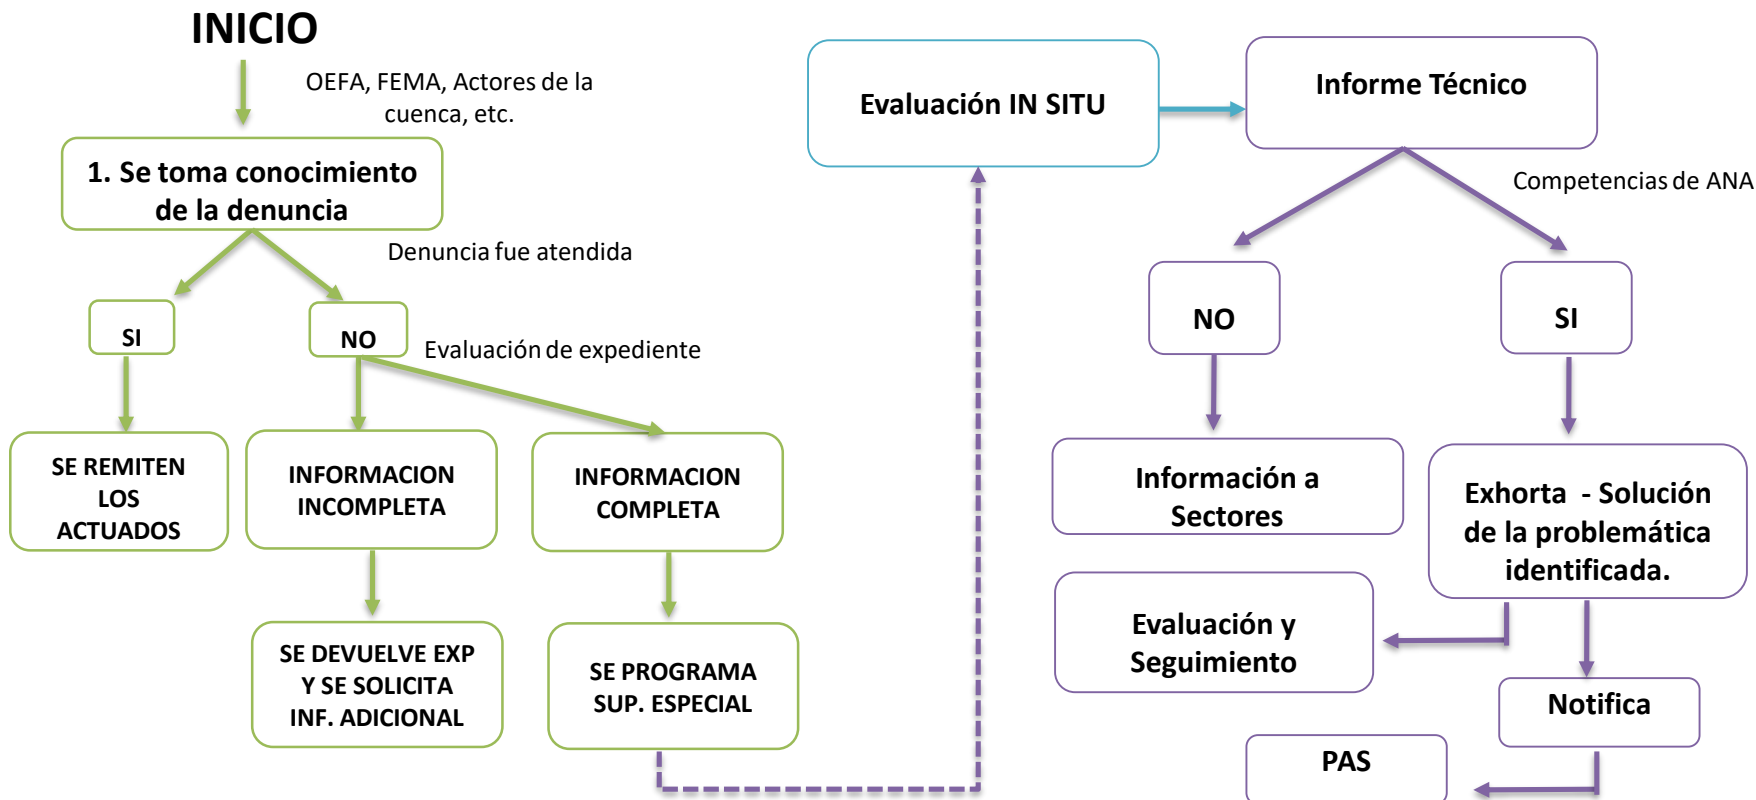 INICIO
OEFA, FEMA, Actores de la
cuenca, etc.
1. Se toma conocimiento
de la denuncia
Denuncia fue atendida
SI
NO
Evaluación de expediente
SE REMITEN
LOS
ACTUADOS
INFORMACION
INCOMPLETA
INFORMACION
COMPLETA
SE DEVUELVE EXP
Y SE SOLICITA
INF. ADICIONAL
SE PROGRAMA
SUP. ESPECIAL
Evaluación IN SITU
Informe Técnico
Competencias de ANA
NO
SI
Información a
Sectores
Exhorta - Solución
de la problemática
identificada.
Evaluación y
Seguimiento
Notifica
PAS